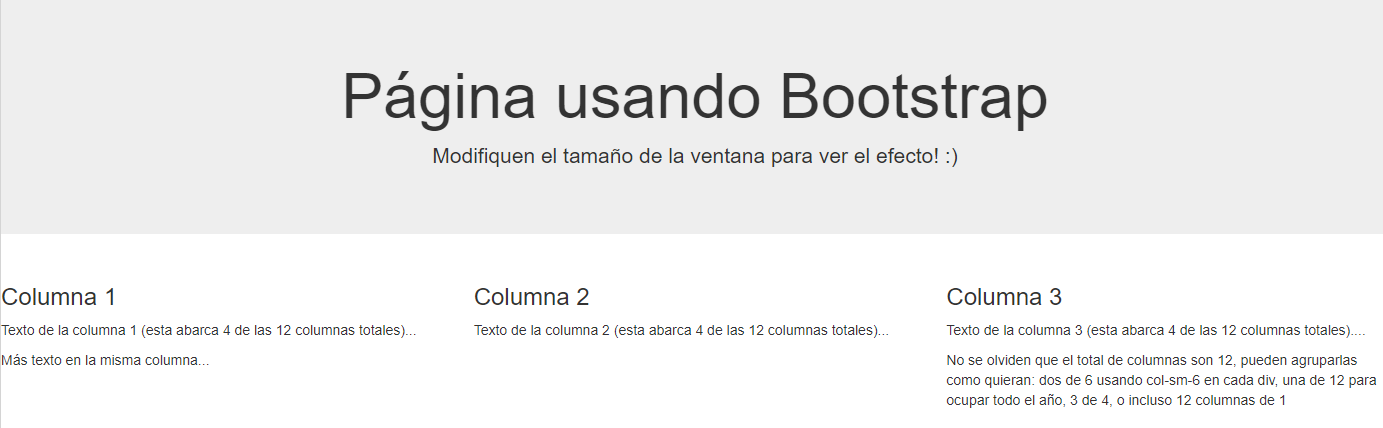 Página usando Bootstrap
Modifiquen el tamaño de la ventana para ver el efecto! :)
Columna 1
Texto de la columna 1 (esta abarca 4 de las 12 columnas totales)...
Más texto en la misma columna...
Columna 2
Texto de la columna 2 (esta abarca 4 de las 12 columnas totales)...
Columna 3
Texto de la columna 3 (esta abarca 4 de las 12 columnas totales)....
No se olviden que el total de columnas son 12, pueden agruparlas
como quieran: dos de 6 usando col-sm-6 en cada div, una de 12 para
ocupar todo el año, 3 de 4, o incluso 12 columnas de 1